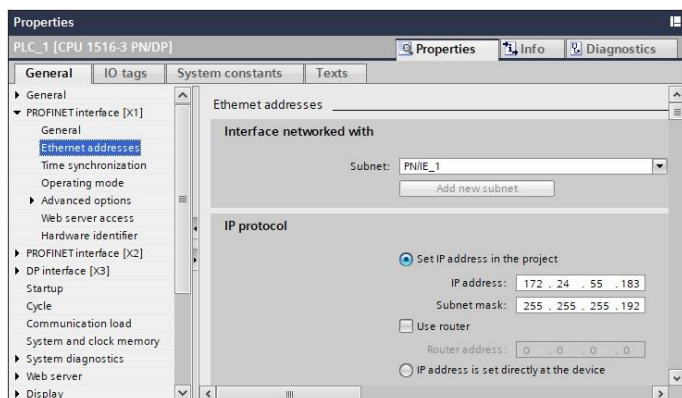 Properties
PLC_1 [CPU 1516-3 PN/DP]
Properties Info Diagnostics
General IO tags System constants Texts
General
PROFINET interface [X1]
General
Ethernet addresses
Time synchronization
Operating mode
Advanced options
Web server access
Hardware identifier
PROFINET interface [X2]
DP interface [X3]
Startup
Cycle
Communication load
System and clock memory
System diagnostics
Web server
Display
Ethernet addresses
Interface networked with
Subnet: PN/IE_1
Add new subnet
IP protocol
Set IP address in the project
IP address: 172 . 24 . 55 . 183
Subnet mask: 255 . 255 . 255 . 192
Use router
Router address: 0 . 0 . 0 . 0
IP address is set directly at the device